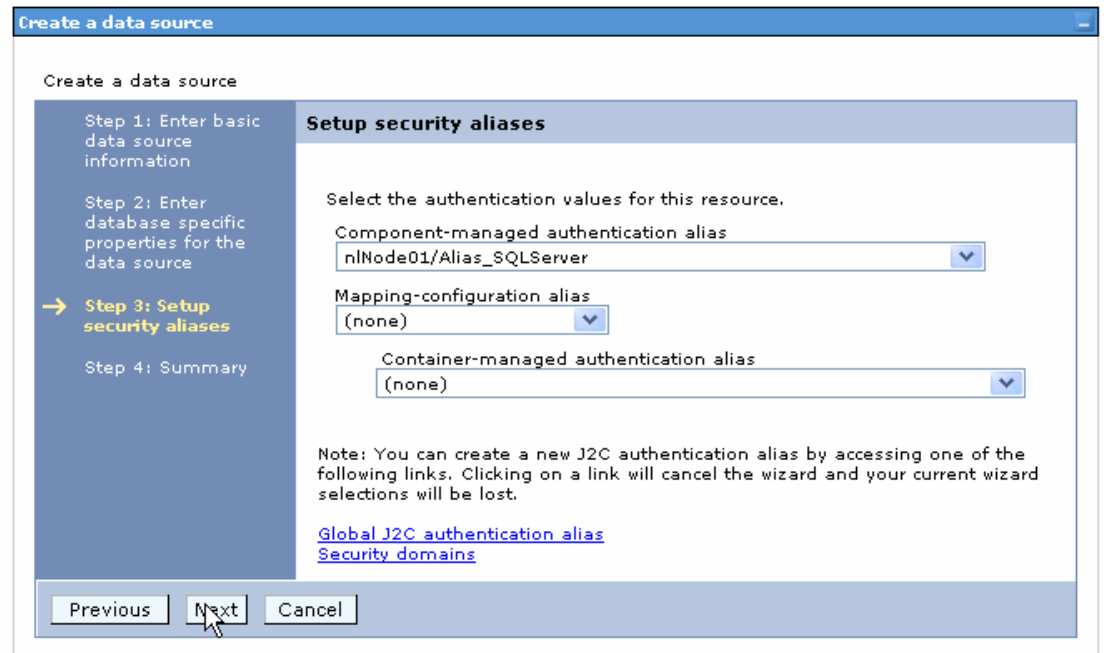 Create a data source
Create a data source
Step 1: Enter basic
data source
information
Step 2: Enter
database specific
properties for the
data source
Step 3: Setup
security aliases
Step 4: Summary
Setup security aliases
Select the authentication values for this resource.
Component-managed authentication alias
nlNode01/Alias_SQLServer
Mapping-configuration alias
(none)
Container-managed authentication alias
(none)
Note: You can create a new J2C authentication alias by accessing one of the
following links. Clicking on a link will cancel the wizard and your current wizard
selections will be lost.
Global J2C authentication alias
Security domains
Previous Next Cancel